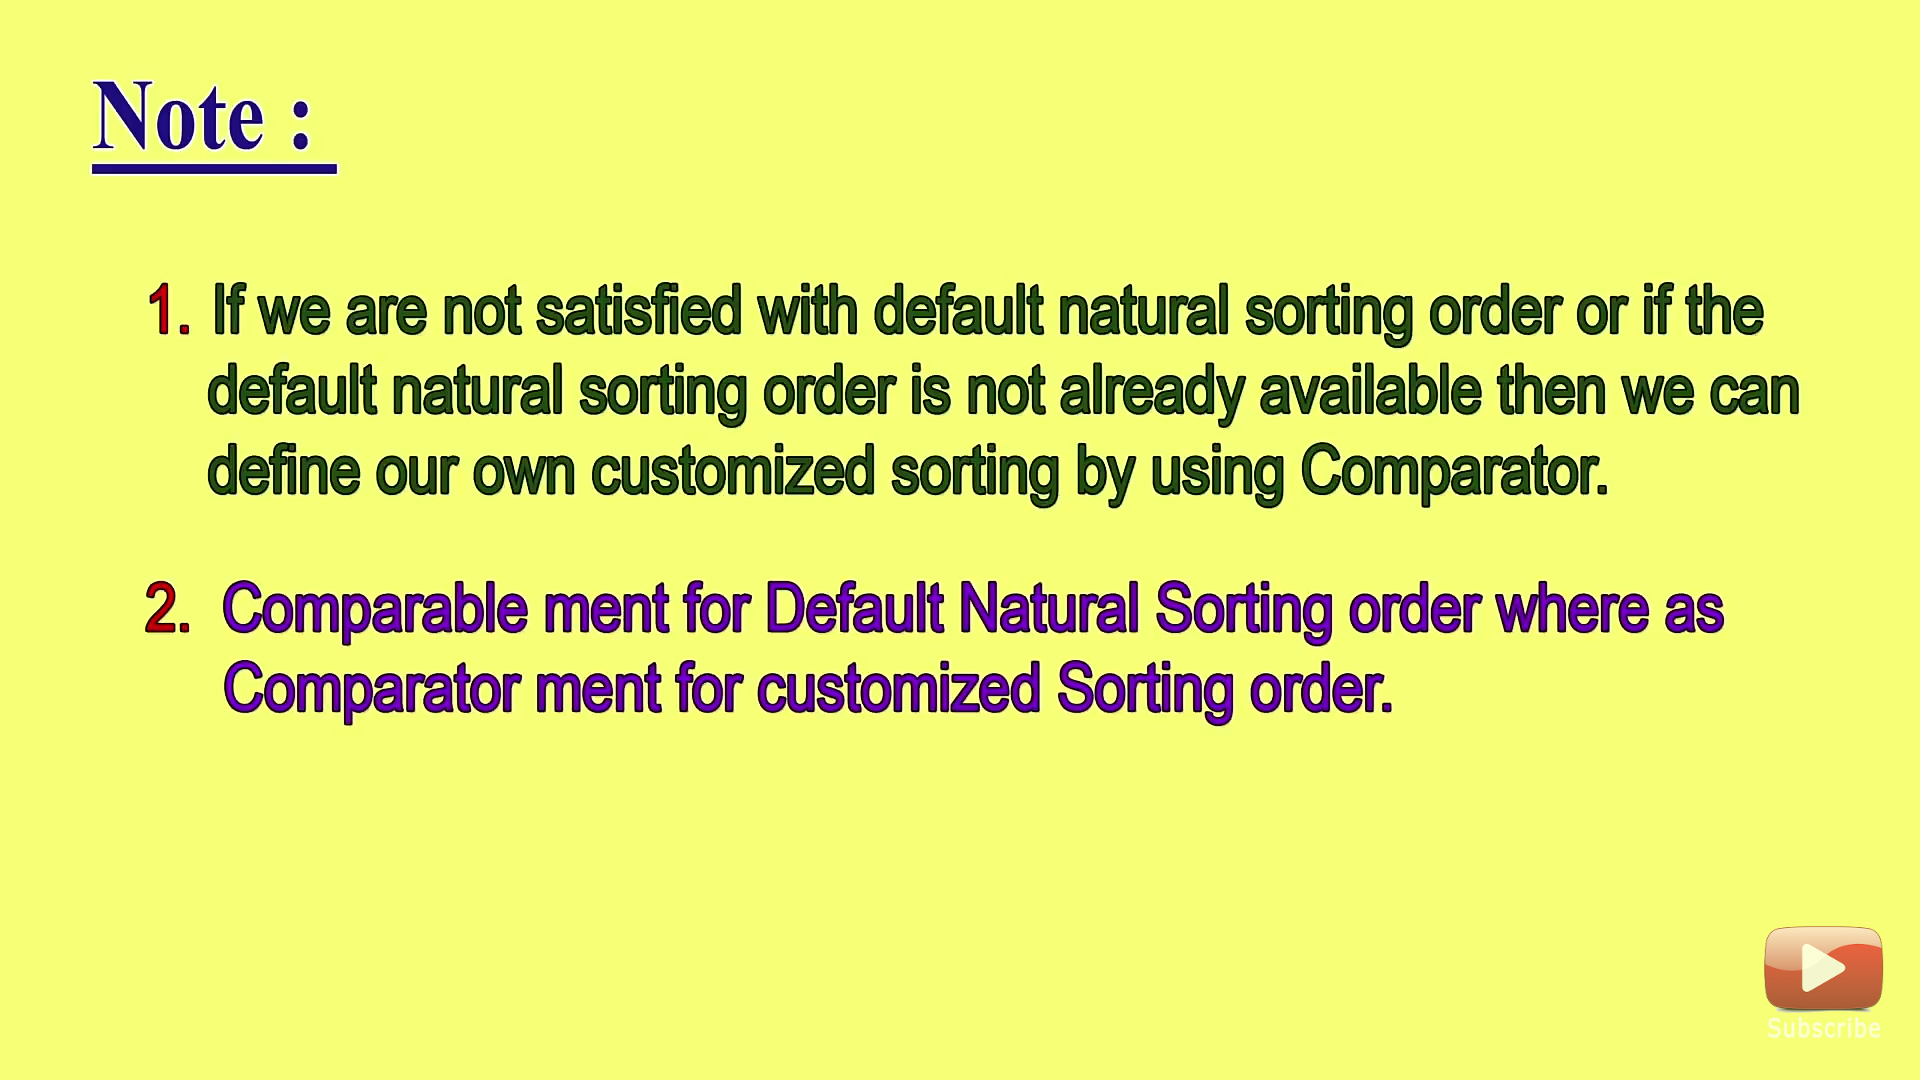 Note :
1. If we are not satisfied with default natural sorting order or if the
default natural sorting order is not already available then we can
define our own customized sorting by using Comparator.
2. Comparable ment for Default Natural Sorting order where as
Comparator ment for customized Sorting order.
Subscribe